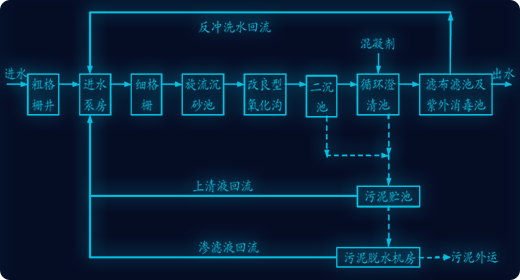 反冲洗水回流
混凝剂
进水
粗格
栅井
进水
泵房
细格
栅
旋流沉
砂池
改良型
氧化沟
二沉
池
循环澄
清池
滤布滤池及
紫外消毒池
出水
上清液回流
污泥贮池
渗滤液回流
污泥脱水机房
污泥外运